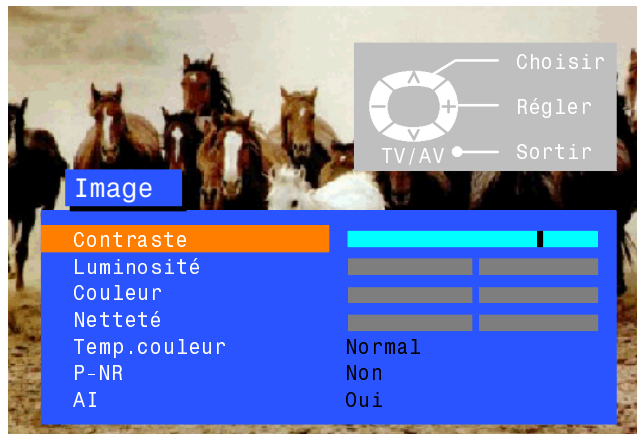 Choisir
Régler
TV/AV Sortir
Image
Contraste
Luminosité
Couleur
Netteté
Temp.couleur Normal
P-NR Non
AI Oui